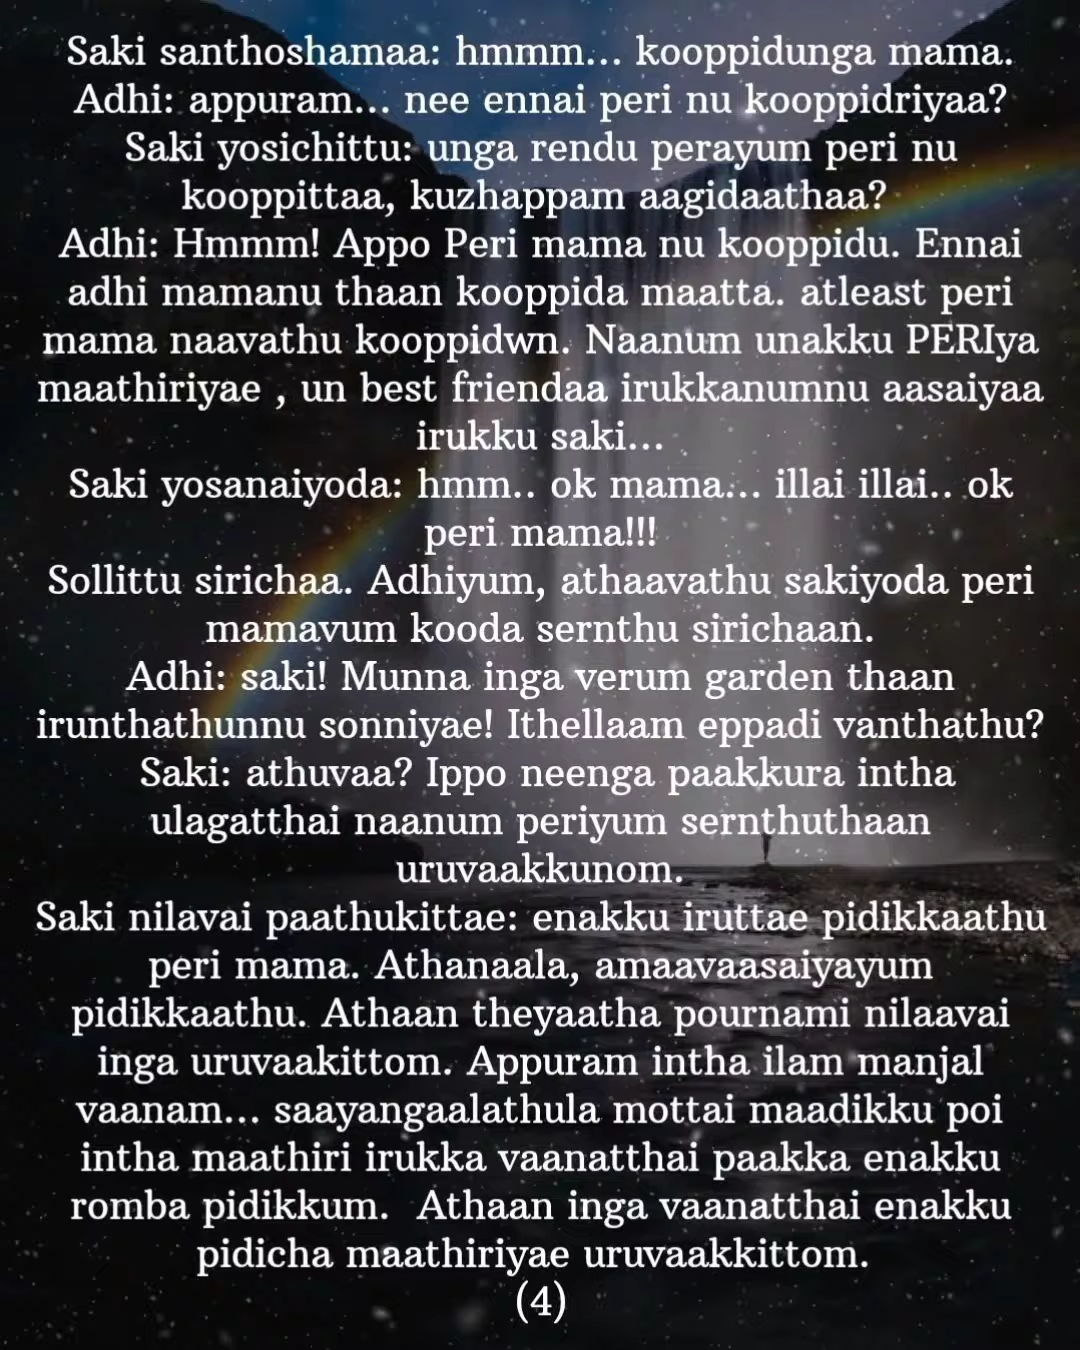 Saki santhoshamaa: hmmm... kooppidunga mama.
Adhi: appuram... nee ennai peri nu kooppidriyaa?
Saki yosichittu: unga rendu perayum peri nu
kooppittaa, kuzhappam aagidaathaa?
Adhi: Hmmm! Appo Peri mama nu kooppidu. Ennai
adhi mamanu thaan kooppida maatta. atleast peri
mama naavathu kooppidwn. Naanum unakku PERIya
maathiriyae , un best friendaa irukkanumnu aasaiyaa
irukku saki...
Saki yosanaiyoda: hmm.. ok mama... illai illai.. ok
peri mama!!!
Sollittu sirichaa. Adhiyum, athaavathu sakiyoda peri
mamavum kooda sernthu sirichaan.
Adhi: saki! Munna inga verum garden thaan
irunthathunnu sonniyae! Ithellaam eppadi vanthathu?
Saki: athuvaa? Ippo neenga paakkura intha
ulagatthai naanum periyum sernthuthaan
uruvaakkunom.
Saki nilavai paathukittae: enakku iruttae pidikkaathu
peri mama. Athanaala, amaavaasaiyayum
pidikkaathu. Athaan theyaatha pournami nilaavai
inga uruvaakittom. Appuram intha ilam manjal
vaanam... saayangaalathula mottai maadikku poi
intha maathiri irukka vaanatthai paakka enakku
romba pidikkum.  Athaan inga vaanatthai enakku
pidicha maathiriyae uruvaakkittom.
(4)